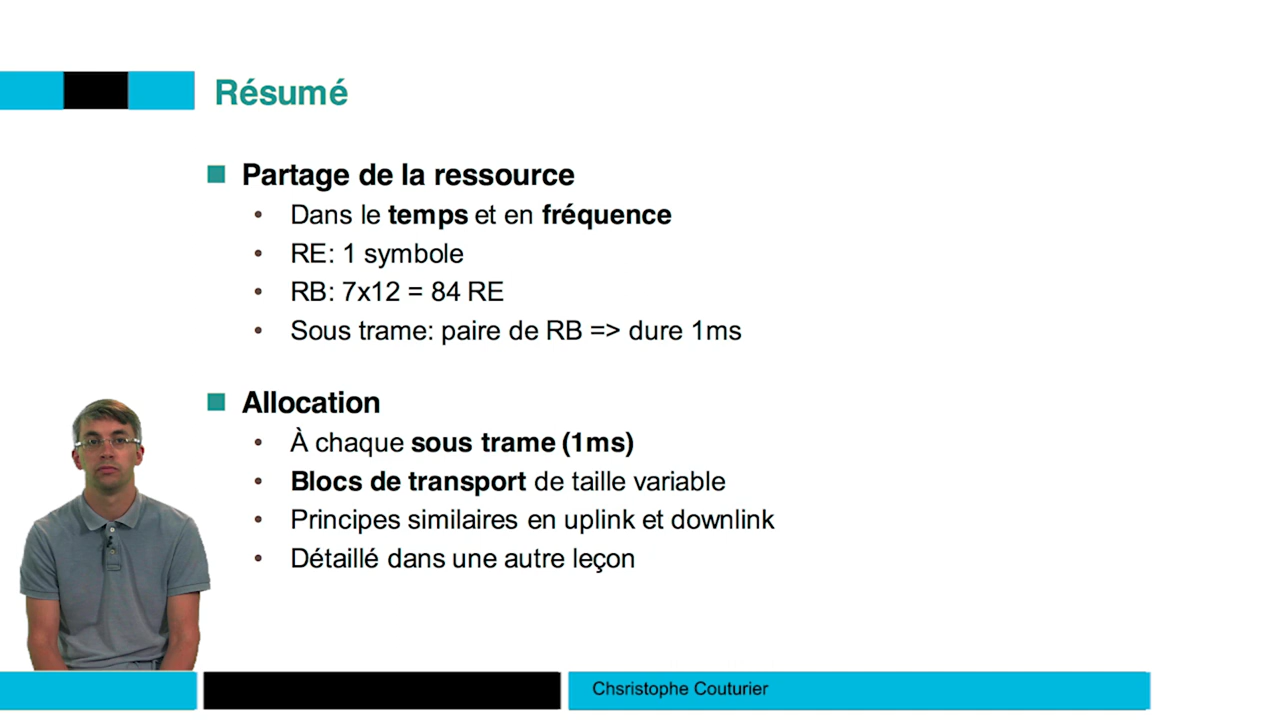 Résumé
Partage de la ressource
Dans le temps et en fréquence
RE: 1 symbole
RB: 7x12 = 84 RE
Sous trame: paire de RB => dure 1ms
Allocation
À chaque sous trame (1ms)
Blocs de transport de taille variable
Principes similaires en uplink et downlink
Détaillé dans une autre leçon
Chsristophe Couturier